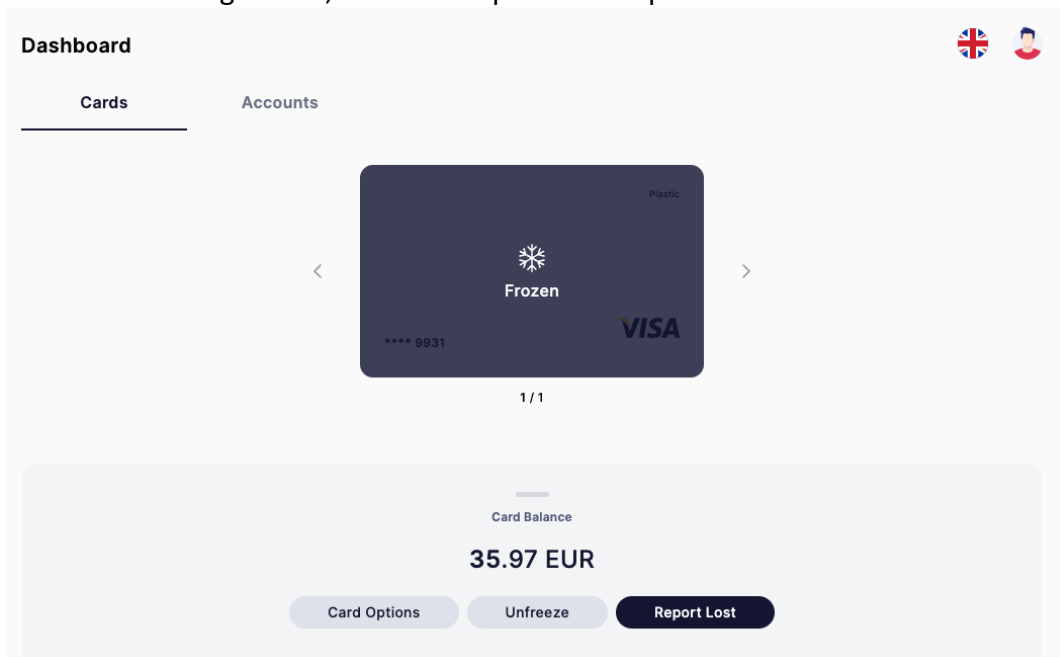 Dashboard
Cards Accounts
Plastic
Frozen
VISA
**** 9931
1 / 1
Card Balance
35.97 EUR
Card Options Unfreeze Report Lost